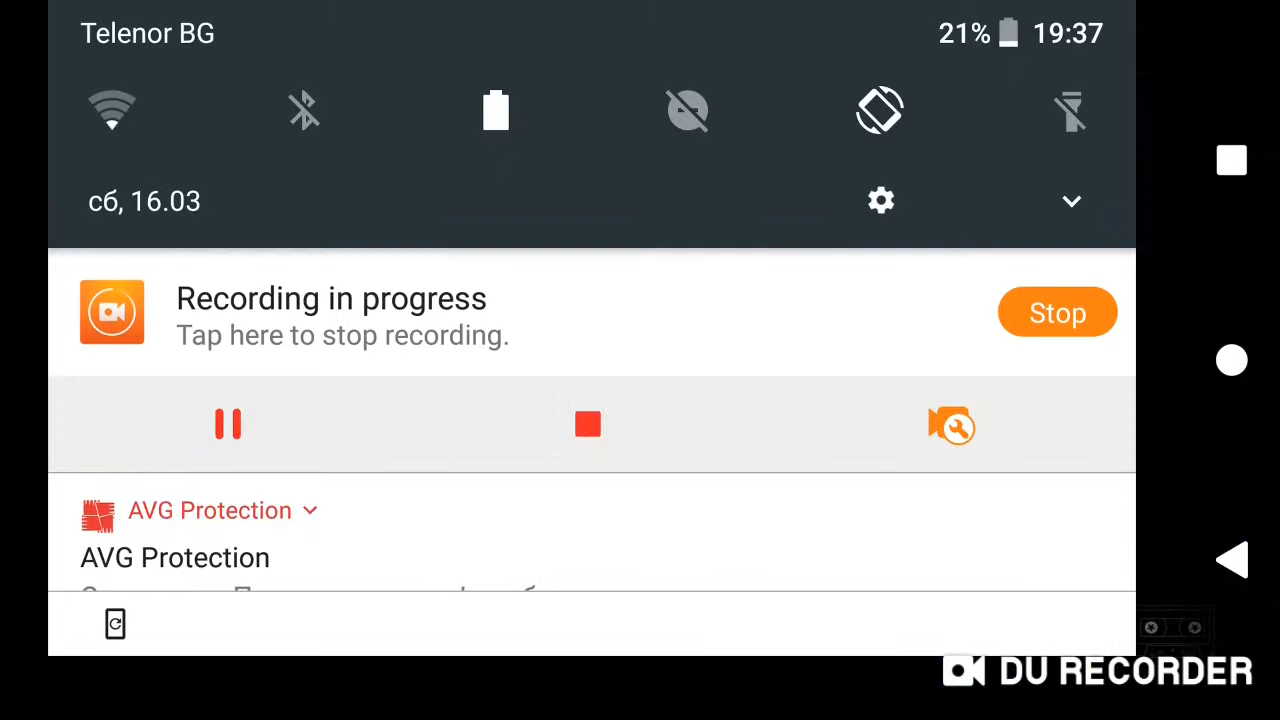 Telenor BG
21% 19:37
сб, 16.03
Recording in progress
Tap here to stop recording.
Stop
AVG Protection
AVG Protection
DU RECORDER